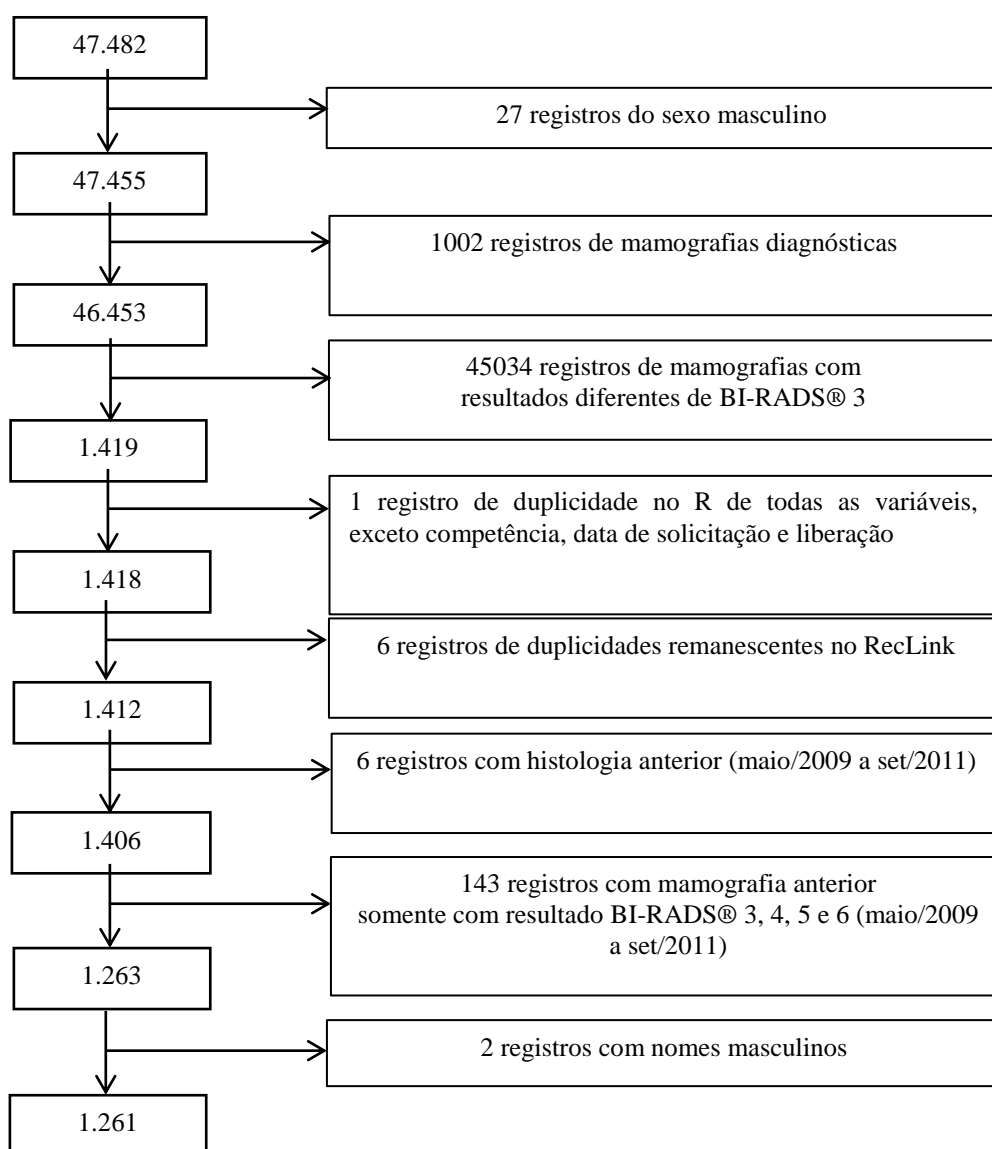 47.482
27 registros do sexo masculino
47.455
1002 registros de mamografias diagnósticas
46.453
45034 registros de mamografias com
resultados diferentes de BI-RADS® 3
1.419
1 registro de duplicidade no R de todas as variáveis,
exceto competência, data de solicitação e liberação
1.418
6 registros de duplicidades remanescentes no RecLink
1.412
6 registros com histologia anterior (maio/2009 a set/2011)
1.406
143 registros com mamografia anterior
somente com resultado BI-RADS® 3, 4, 5 e 6 (maio/2009
a set/2011)
1.263
2 registros com nomes masculinos
1.261